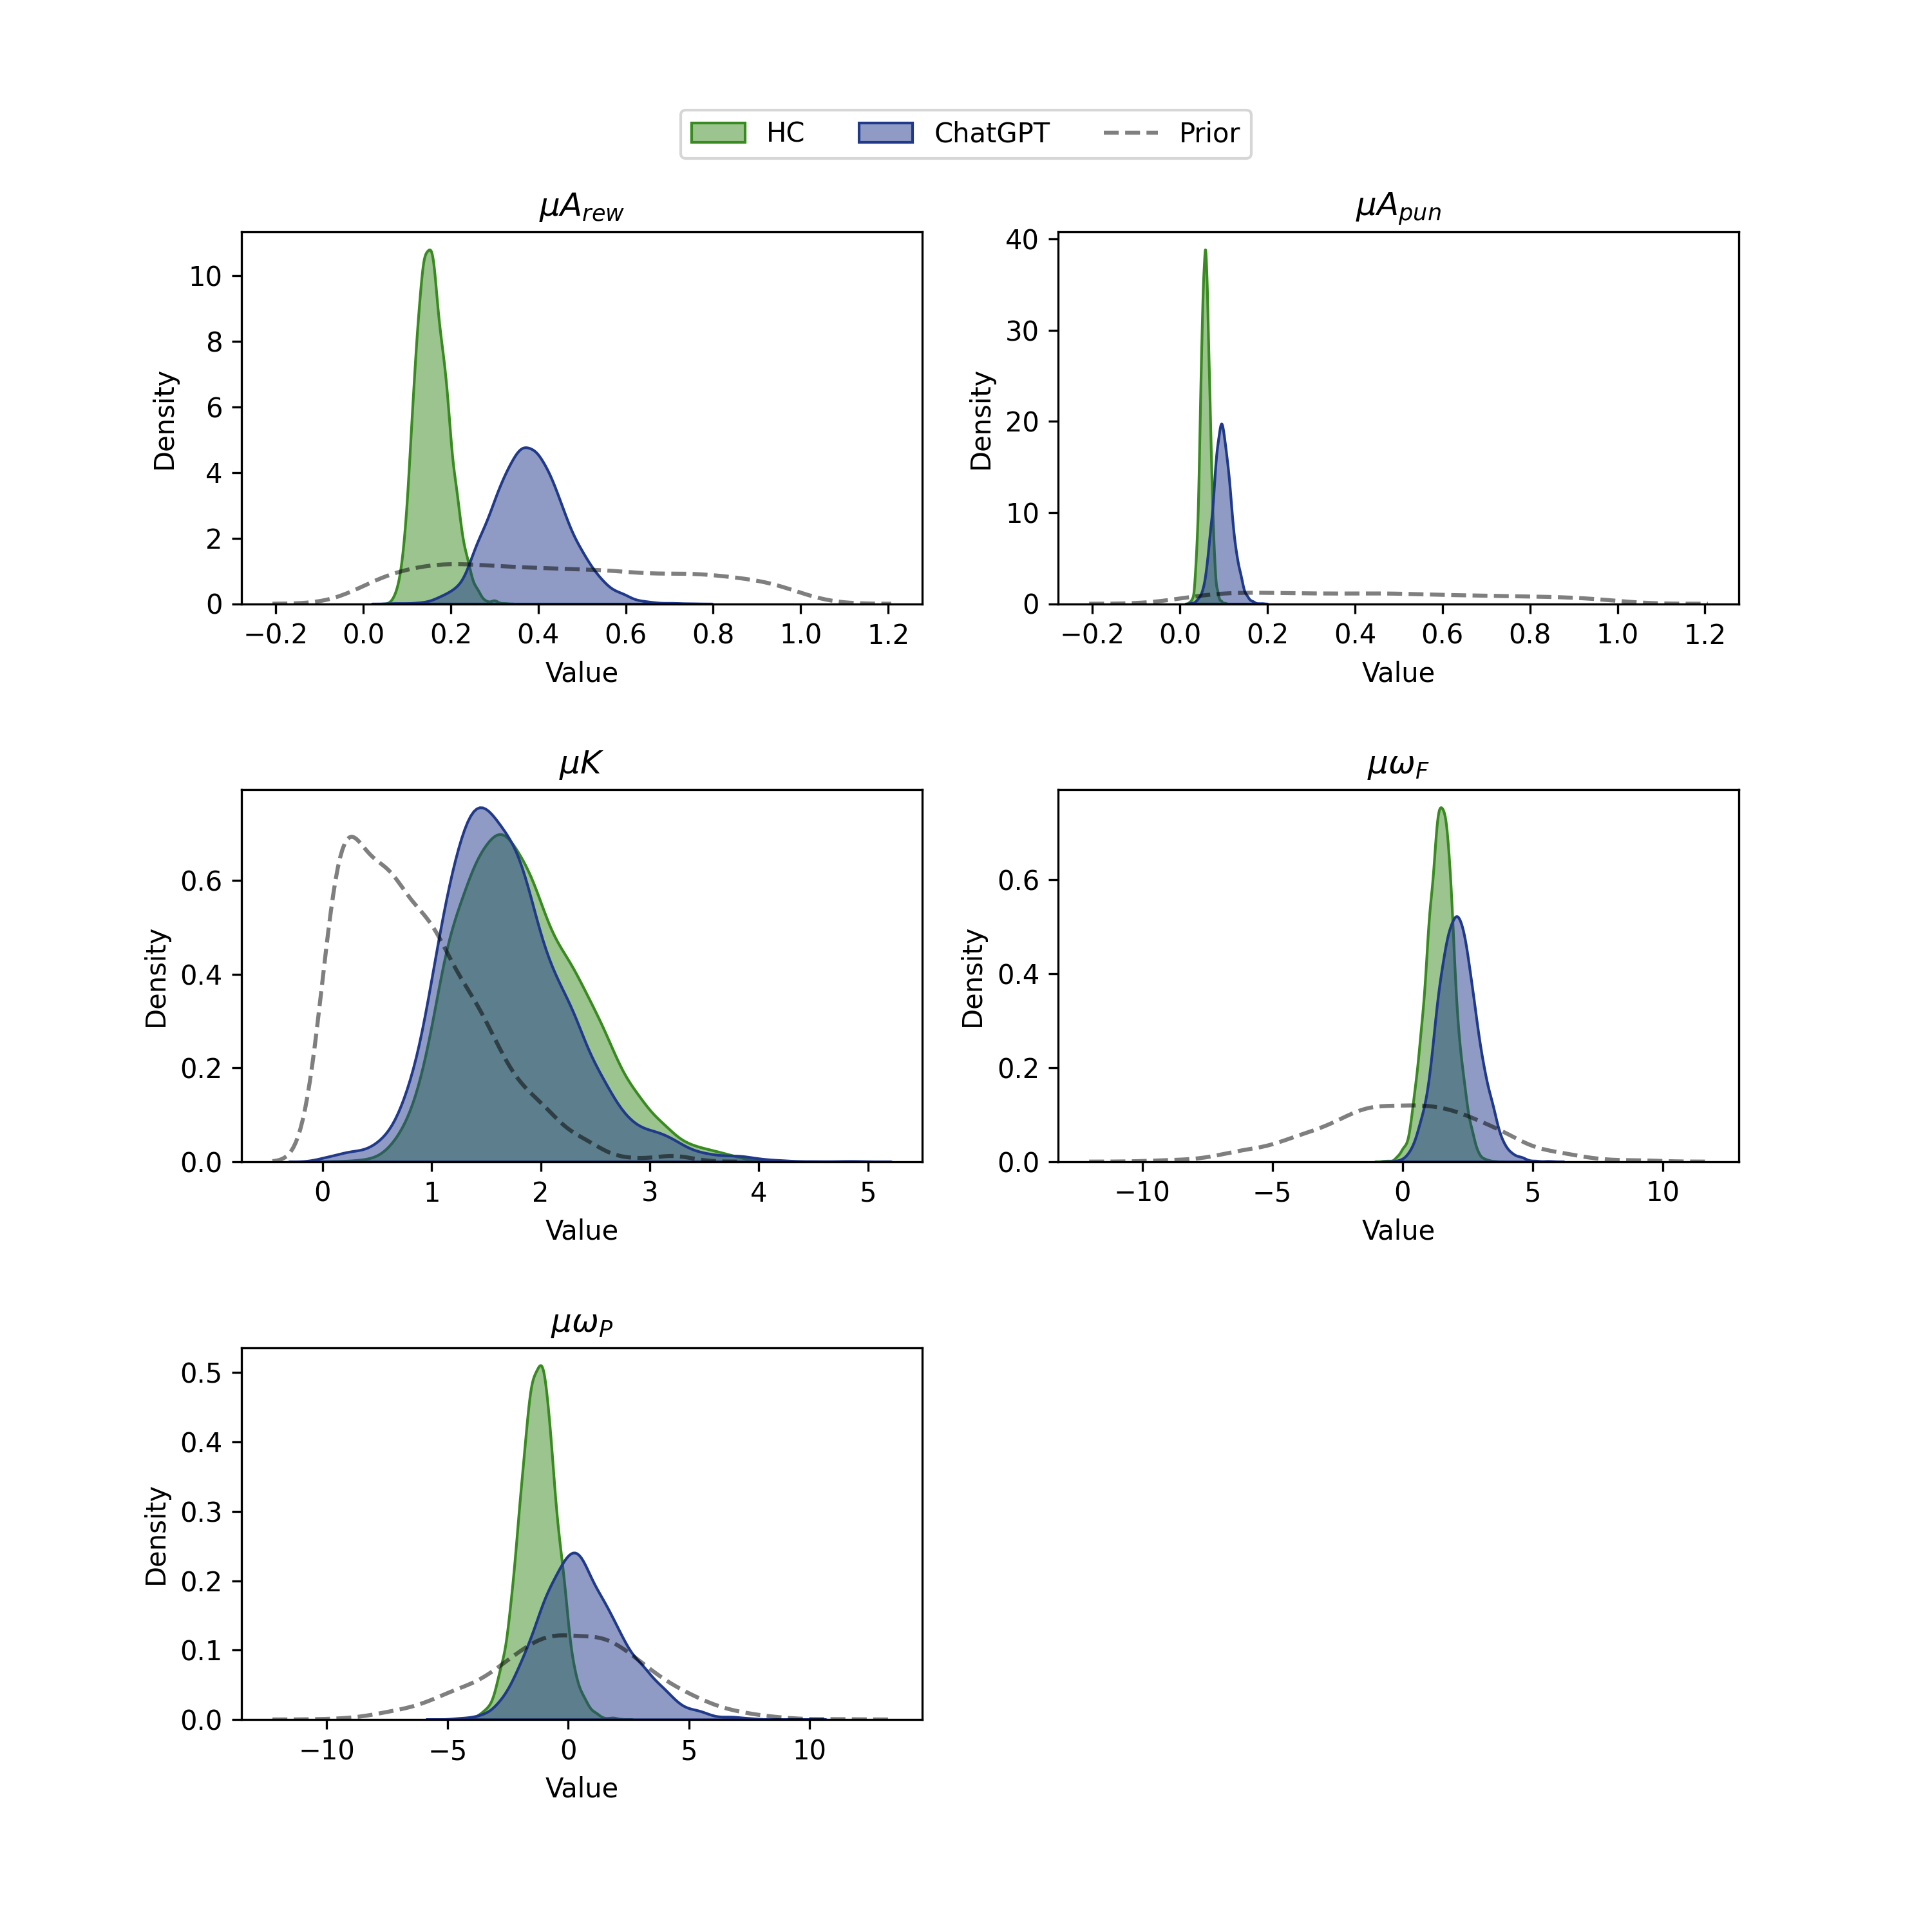 HC ChatGPT Prior
μA_rew
Density
10
8
6
4
2
0
−0.2 0.0 0.2 0.4 0.6 0.8 1.0 1.2
Value
μA_pun
Density
40
30
20
10
0
−0.2 0.0 0.2 0.4 0.6 0.8 1.0 1.2
Value
μK
Density
0.6
0.4
0.2
0.0
0 1 2 3 4 5
Value
μω_F
Density
0.6
0.4
0.2
0.0
−10 −5 0 5 10
Value
μω_P
Density
0.5
0.4
0.3
0.2
0.1
0.0
−10 −5 0 5 10
Value